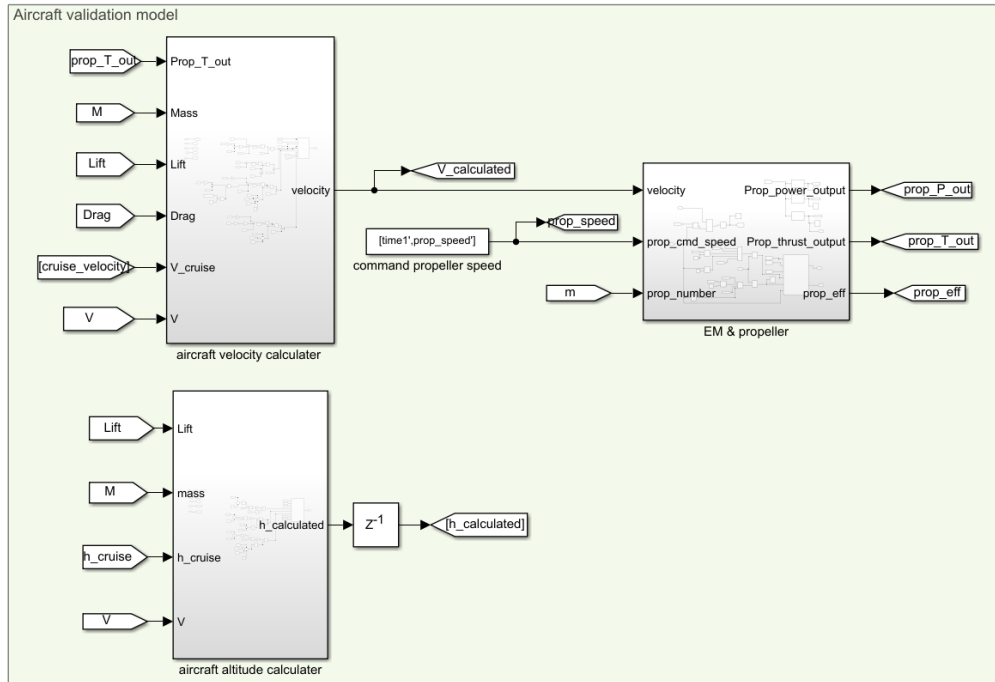 Aircraft validation model
prop_T_out
Prop_T_out
M
Mass
Lift
Lift
Drag
Drag
[cruise_velocity]
V_cruise
V
V
velocity
aircraft velocity calculater
V_calculated
prop_speed
[time1',prop_speed']
command propeller speed
m
velocity
prop_cmd_speed
prop_number
Prop_power_output
Prop_thrust_output
prop_eff
EM & propeller
prop_P_out
prop_T_out
prop_eff
Lift
Lift
M
mass
h_cruise
h_cruise
V
V
h_calculated
aircraft altitude calculater
Z-1
[h_calculated]